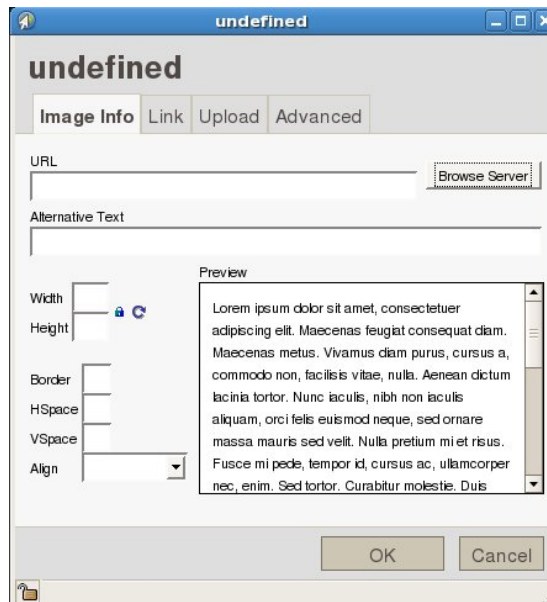 undefined
undefined
Image Info Link Upload Advanced
URL
Browse Server
Alternative Text
Preview
Width
Height
Border
HSpace
VSpace
Align
Lorem ipsum dolor sit amet, consectetuer
adipiscing elit. Maecenas feugiat consequat diam.
Maecenas metus. Vivamus diam purus, cursus a,
commodo non, facilisis vitae, nulla. Aenean dictum
lacinia tortor. Nunc iaculis, nibh non iaculis
aliquam, orci felis euismod neque, sed ornare
massa mauris sed velit. Nulla pretium mi et risus.
Fusce mi pede, tempor id, cursus ac, ullamcorper
nec, enim. Sed tortor. Curabitur molestie. Duis
OK Cancel